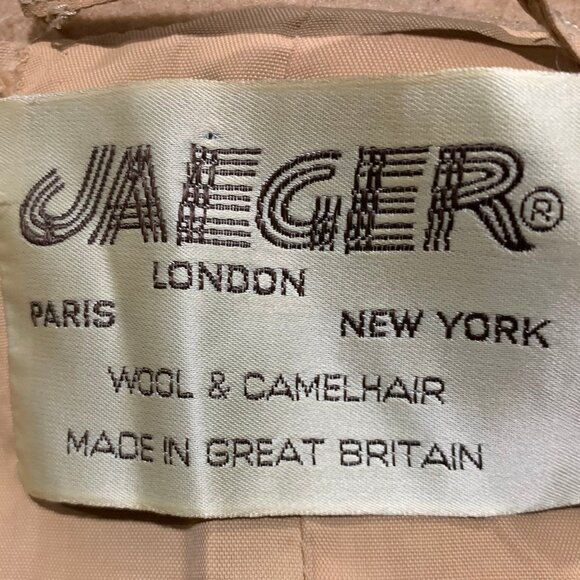 JAEGER®
LONDON
PARIS NEW YORK
WOOL & CAMELHAIR
MADE IN GREAT BRITAIN